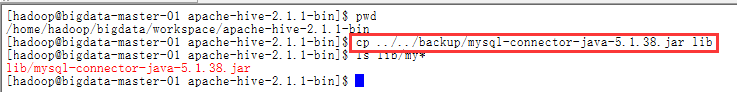 [hadoop@bigdata-master-01 apache-hive-2.1.1-bin]$ pwd
/home/hadoop/bigdata/workspace/apache-hive-2.1.1-bin
[hadoop@bigdata-master-01 apache-hive-2.1.1-bin]$ cp ../../backup/mysql-connector-java-5.1.38.jar lib
[hadoop@bigdata-master-01 apache-hive-2.1.1-bin]$ ls lib/my*
lib/mysql-connector-java-5.1.38.jar
[hadoop@bigdata-master-01 apache-hive-2.1.1-bin]$